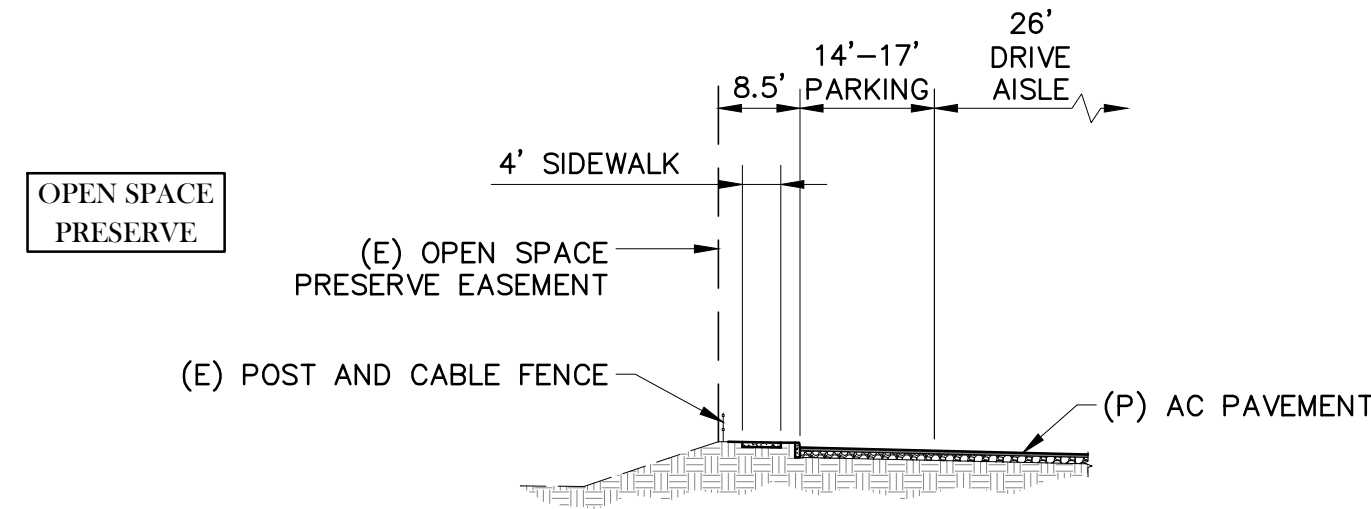 26'
DRIVE
AISLE
14'-17'
PARKING
8.5'
4' SIDEWALK
OPEN SPACE
PRESERVE
(E) OPEN SPACE
PRESERVE EASEMENT
(E) POST AND CABLE FENCE
(P) AC PAVEMENT